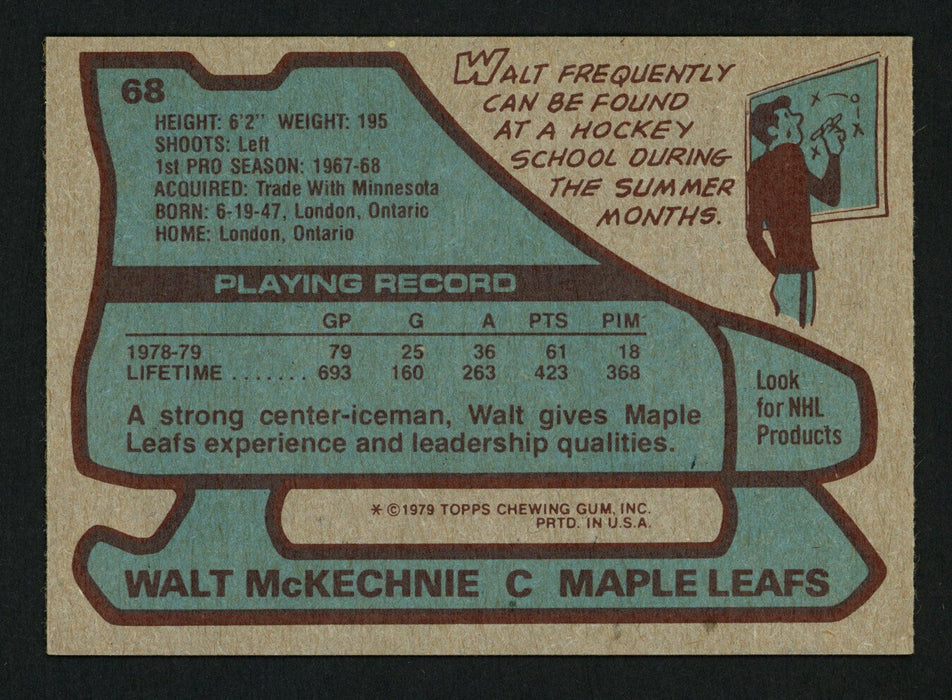 68
HEIGHT: 6'2" WEIGHT: 195
SHOOTS: Left
1st PRO SEASON: 1967-68
ACQUIRED: Trade With Minnesota
BORN: 6-19-47, London, Ontario
HOME: London, Ontario
WALT FREQUENTLY
CAN BE FOUND
AT A HOCKEY
SCHOOL DURING
THE SUMMER
MONTHS.
X O
X X
PLAYING RECORD
GP G A PTS PIM
1978-79 79 25 36 61 18
LIFETIME ....... 693 160 263 423 368
A strong center-iceman, Walt gives Maple
Leafs experience and leadership qualities.
Look
for NHL
Products
* ©1979 TOPPS CHEWING GUM, INC.
PRTD. IN U.S.A.
WALT McKECHNIE C MAPLE LEAFS